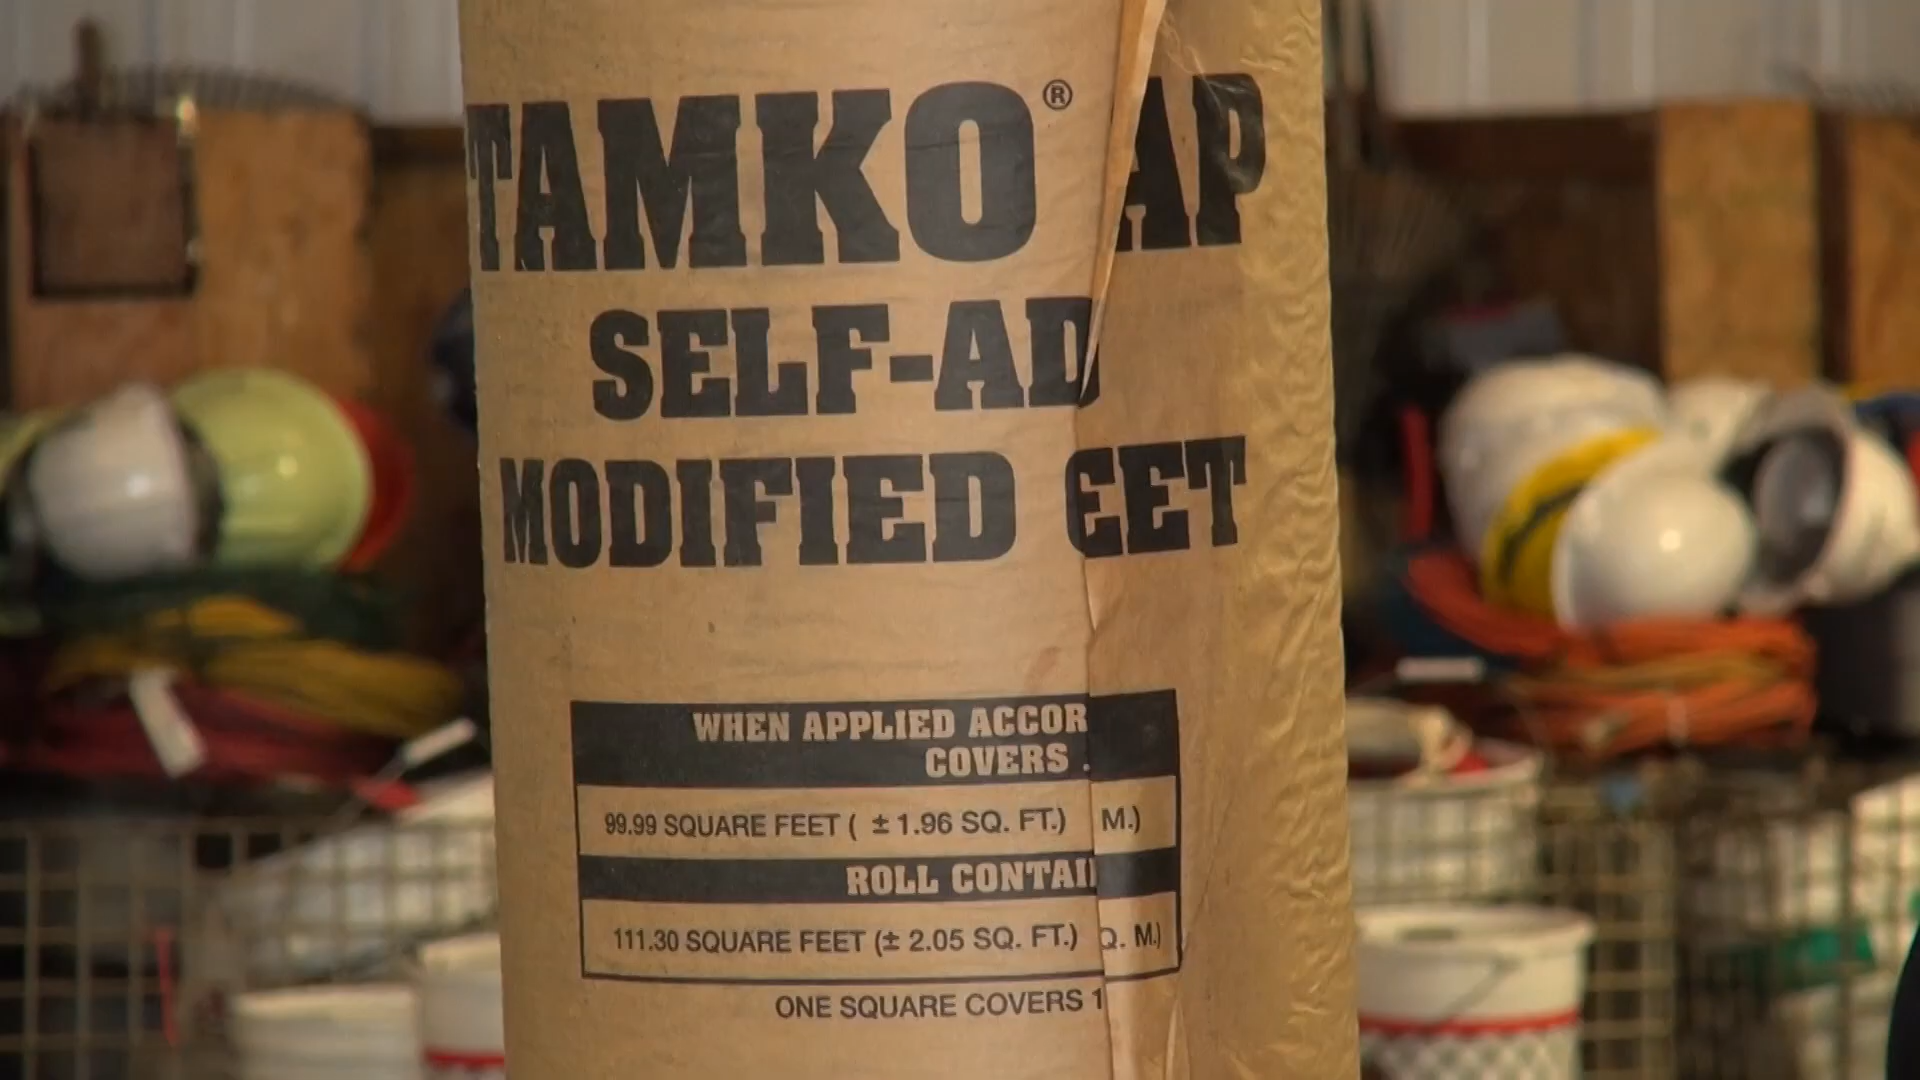 TAMKO® AP
SELF-AD
MODIFIED EET
WHEN APPLIED ACCOR
COVERS .
99.99 SQUARE FEET ( ± 1.96 SQ. FT.) M.)
ROLL CONTAI
111.30 SQUARE FEET (± 2.05 SQ. FT.) Q. M.)
ONE SQUARE COVERS 1